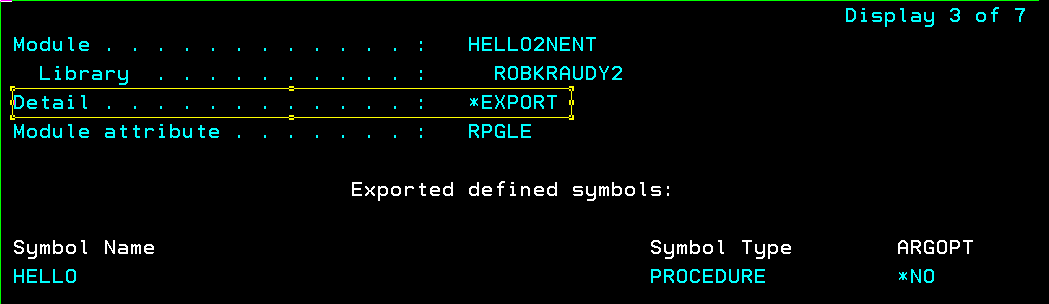 Display 3 of 7
Module . . . . . . . . . . . . . : HELLO2NENT
Library . . . . . . . . . . . : ROBKRAUDY2
Detail . . . . . . . . . . . . . : *EXPORT
Module attribute . . . . . . . . : RPGLE
Exported defined symbols:
Symbol Name Symbol Type ARGOPT
HELLO PROCEDURE *NO